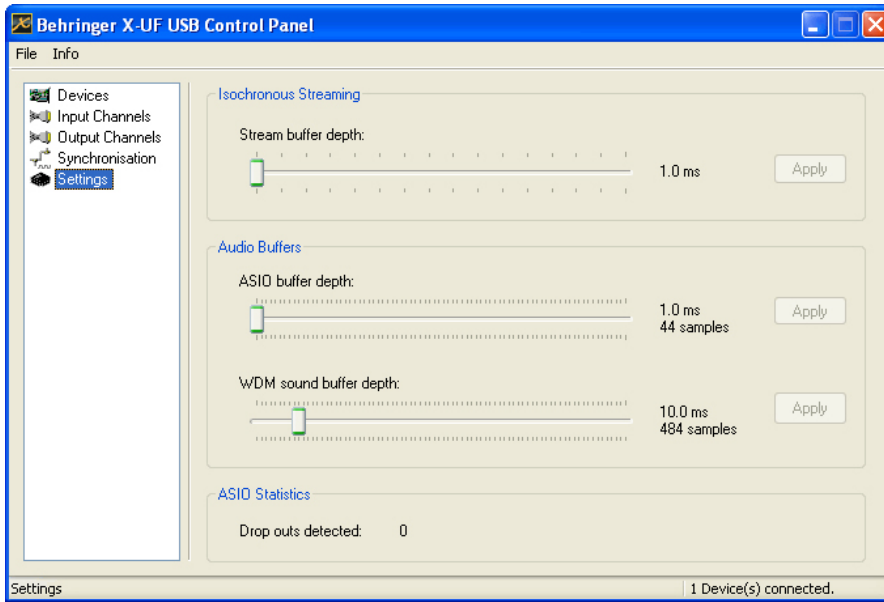 Behringer X-UF USB Control Panel
File Info
Devices
Input Channels
Output Channels
Synchronisation
Settings
Isochronous Streaming
Stream buffer depth:
1.0 ms
Apply
Audio Buffers
ASIO buffer depth:
1.0 ms
44 samples
Apply
WDM sound buffer depth:
10.0 ms
484 samples
Apply
ASIO Statistics
Drop outs detected: 0
Settings
1 Device(s) connected.